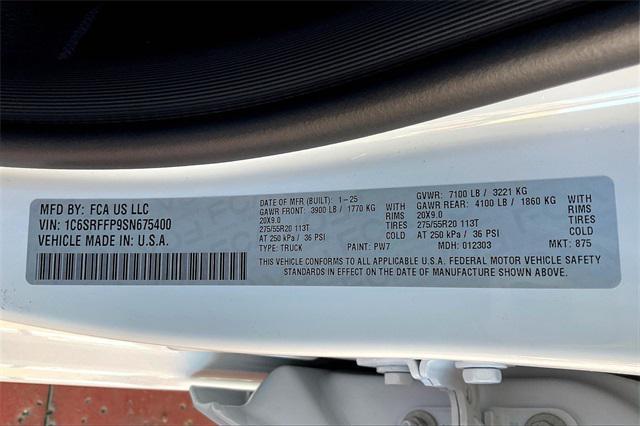 MFD BY: FCA US LLC
VIN: 1C6SRFFP9SN675400
VEHICLE MADE IN U.S.A.
DATE OF MFR (BUILT): 1-25 GVWR: 7100 LB / 3221 KG
GAWR FRONT: 3900 LB / 1770 KG WITH GAWR REAR: 4100 LB / 1860 KG WITH
20X9.0 RIMS 20X9.0 RIMS
275/55R20 113T TIRES 275/55R20 113T TIRES
AT 250 kPa / 36 PSI COLD AT 250 kPa / 36 PSI COLD
TYPE: TRUCK PAINT: PW7 MDH: 012303 MKT: 875
THIS VEHICLE CONFORMS TO ALL APPLICABLE U.S.A. FEDERAL MOTOR VEHICLE SAFETY
STANDARDS IN EFFECT ON THE DATE OF MANUFACTURE SHOWN ABOVE.